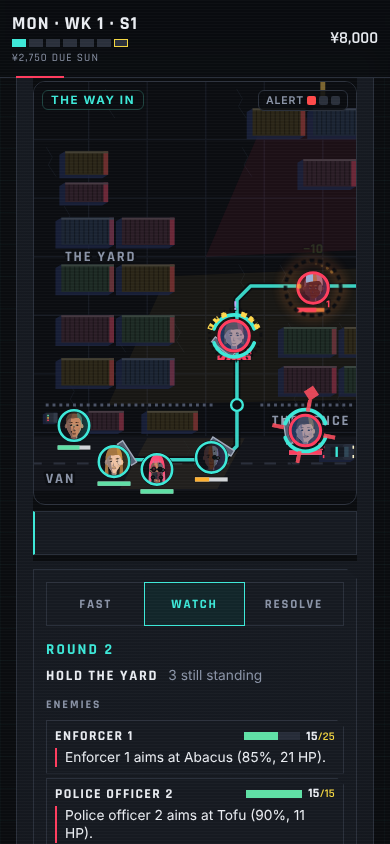 MON · WK 1 · S1
¥2,750 DUE SUN
¥8,000
THE WAY IN
ALERT
THE YARD
−10
1
VAN
FAST
WATCH
RESOLVE
ROUND 2
HOLD THE YARD 3 still standing
ENEMIES
ENFORCER 1 15/25
Enforcer 1 aims at Abacus (85%, 21 HP).
POLICE OFFICER 2 15/15
Police officer 2 aims at Tofu (90%, 11
HP).